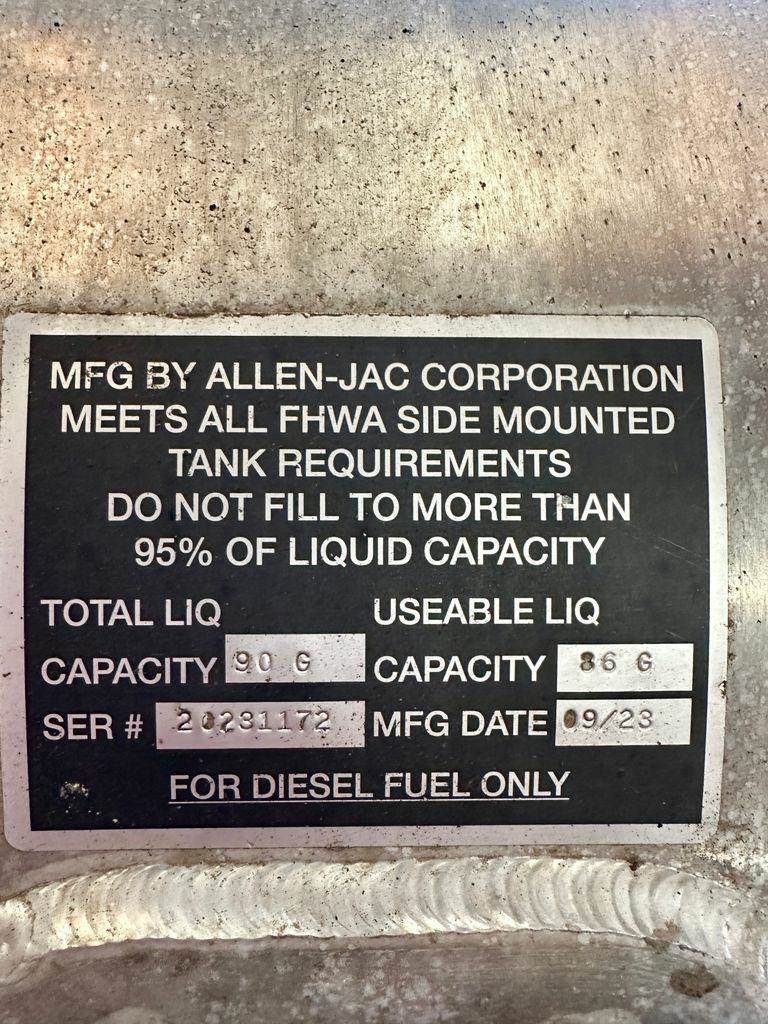 MFG BY ALLEN-JAC CORPORATION
MEETS ALL FHWA SIDE MOUNTED
TANK REQUIREMENTS
DO NOT FILL TO MORE THAN
95% OF LIQUID CAPACITY
TOTAL LIQ USEABLE LIQ
CAPACITY 90 G CAPACITY 86 G
SER # 20231172 MFG DATE 09/23
FOR DIESEL FUEL ONLY